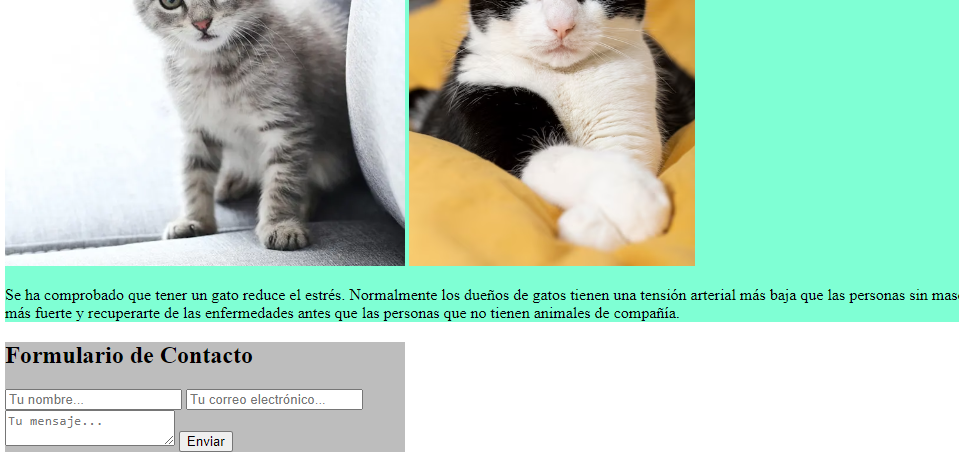 Se ha comprobado que tener un gato reduce el estrés. Normalmente los dueños de gatos tienen una tensión arterial más baja que las personas sin
más fuerte y recuperarte de las enfermedades antes que las personas que no tienen animales de compañía.
Formulario de Contacto
Tu nombre... Tu correo electrónico...
Tu mensaje... Enviar